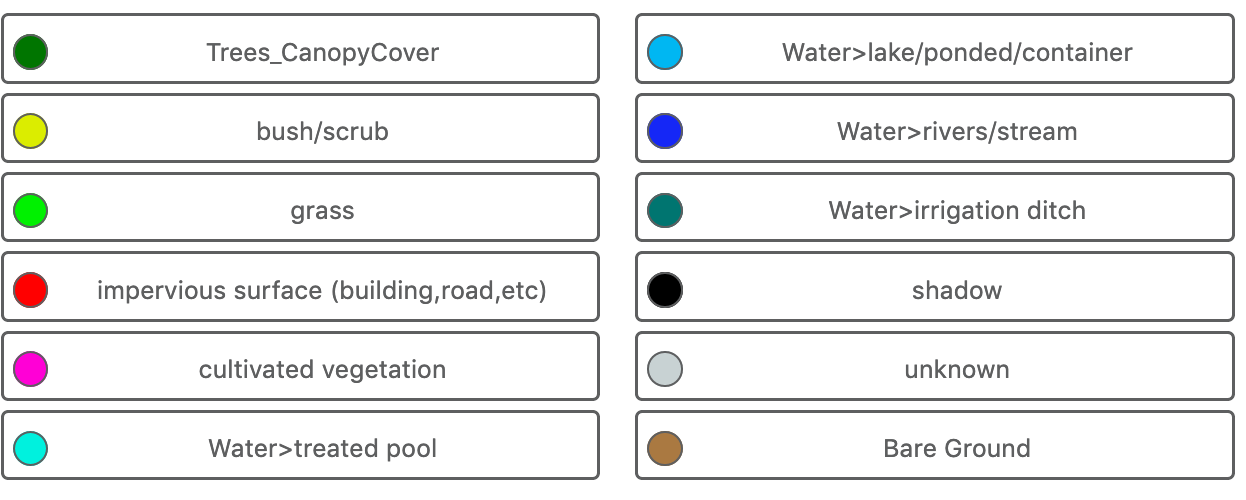 Trees_CanopyCover
bush/scrub
grass
impervious surface (building,road,etc)
cultivated vegetation
Water>treated pool
Water>lake/ponded/container
Water>rivers/stream
Water>irrigation ditch
shadow
unknown
Bare Ground